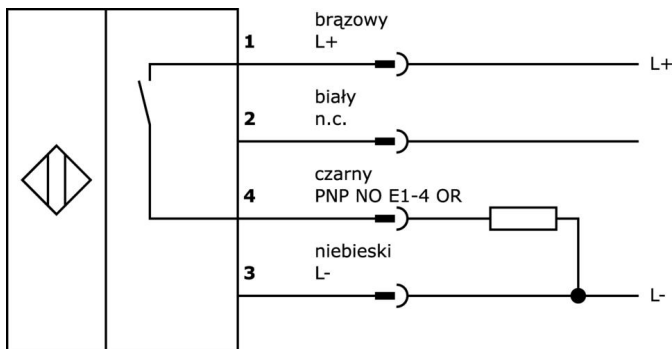 brązowy
1 L+ L+
biały
2 n.c.
czarny
4 PNP NO E1-4 OR
niebieski
3 L- L-